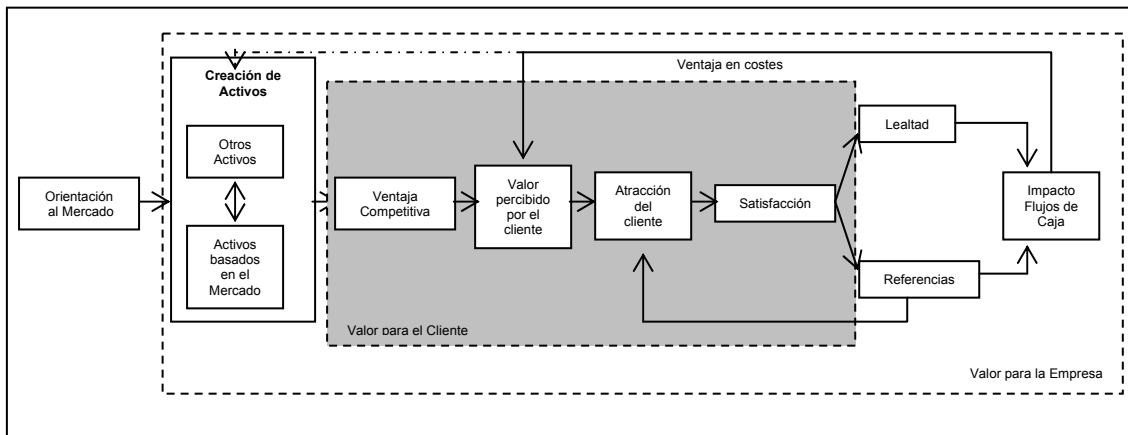 Ventaja en costes
Creación de
Activos
Otros
Activos
Activos
basados
en el
Mercado
Orientación
al Mercado
Ventaja
Competitiva
Valor
percibido
por el
cliente
Atracción
del
cliente
Satisfacción
Lealtad
Referencias
Impacto
Flujos de
Caja
Valor para el Cliente
Valor para la Empresa